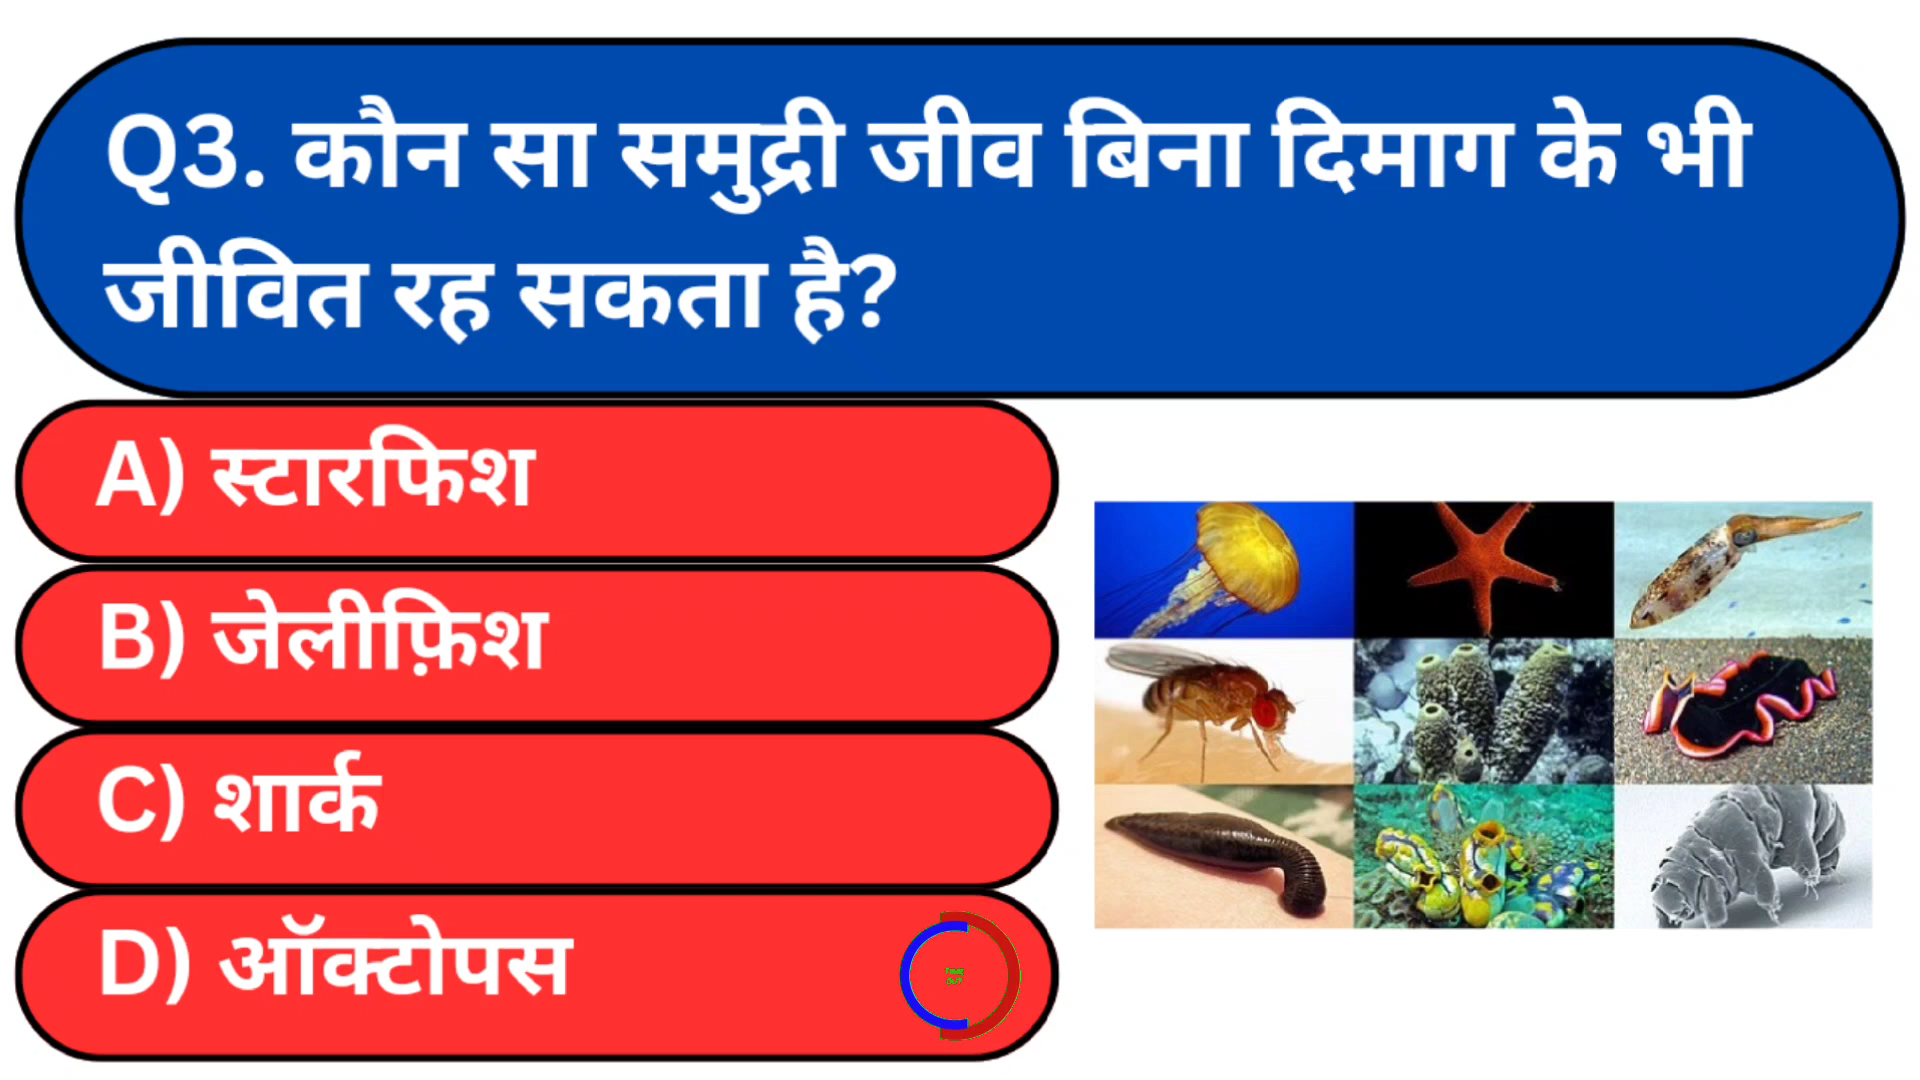 Q3. कौन सा समुद्री जीव बिना दिमाग के भी
जीवित रह सकता है?
A) स्टारफिश
B) जेलीफ़िश
C) शार्क
D) ऑक्टोपस